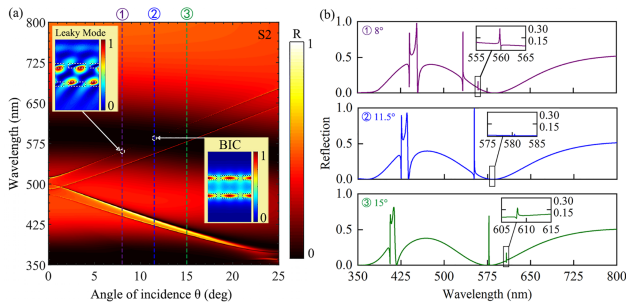 (a)
① ② ③
Leaky Mode
1
0
S2
BIC
1
0
R
1
0
Wavelength (nm)
750
675
575
500
425
350
0 5 10 15 20 25
Angle of incidence θ (deg)
(b)
Reflection
① 8°
1.0
0.5
0.0
0.30
0.15
555 560 565
② 11.5°
1.0
0.5
0.0
0.30
0.15
575 580 585
③ 15°
1.0
0.5
0.0
0.30
0.15
605 610 615
350 425 500 575 650 725 800
Wavelength (nm)